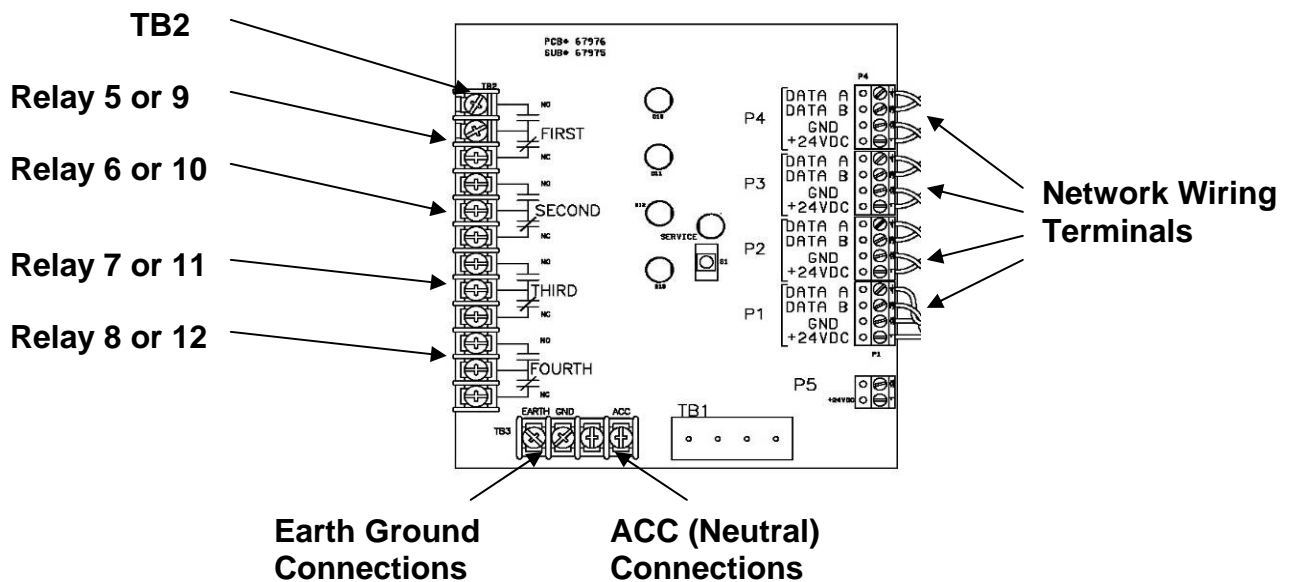 TB2
Relay 5 or 9
Relay 6 or 10
Relay 7 or 11
Relay 8 or 12
PCB# 67976
SUB# 67975
TB2
NO
FIRST
NC
NO
SECOND
NC
NO
THIRD
NC
NO
FOURTH
NC
SERVICE
S1
P4
P4
DATA A
DATA B
GND
+24VDC
P3
DATA A
DATA B
GND
+24VDC
P2
DATA A
DATA B
GND
+24VDC
P1
DATA A
DATA B
GND
+24VDC
P1
P5
+24VDC
Network Wiring
Terminals
EARTH GND
ACC
TB3
TB1
Earth Ground
Connections
ACC (Neutral)
Connections